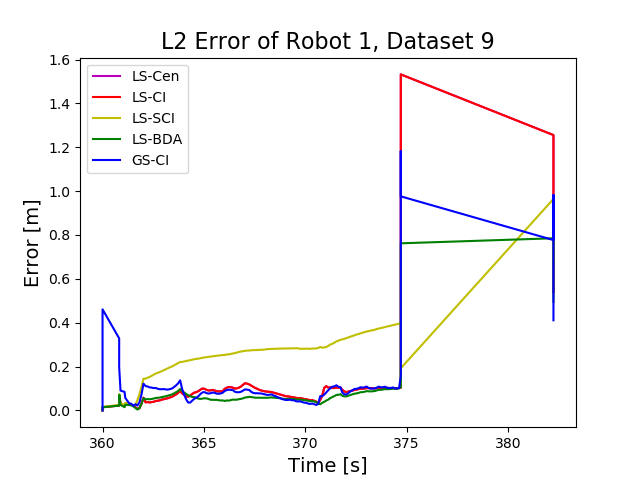 L2 Error of Robot 1, Dataset 9
1.6
1.4
1.2
1.0
0.8
0.6
0.4
0.2
0.0
Error [m]
LS-Cen
LS-CI
LS-SCI
LS-BDA
GS-CI
360 365 370 375 380
Time [s]